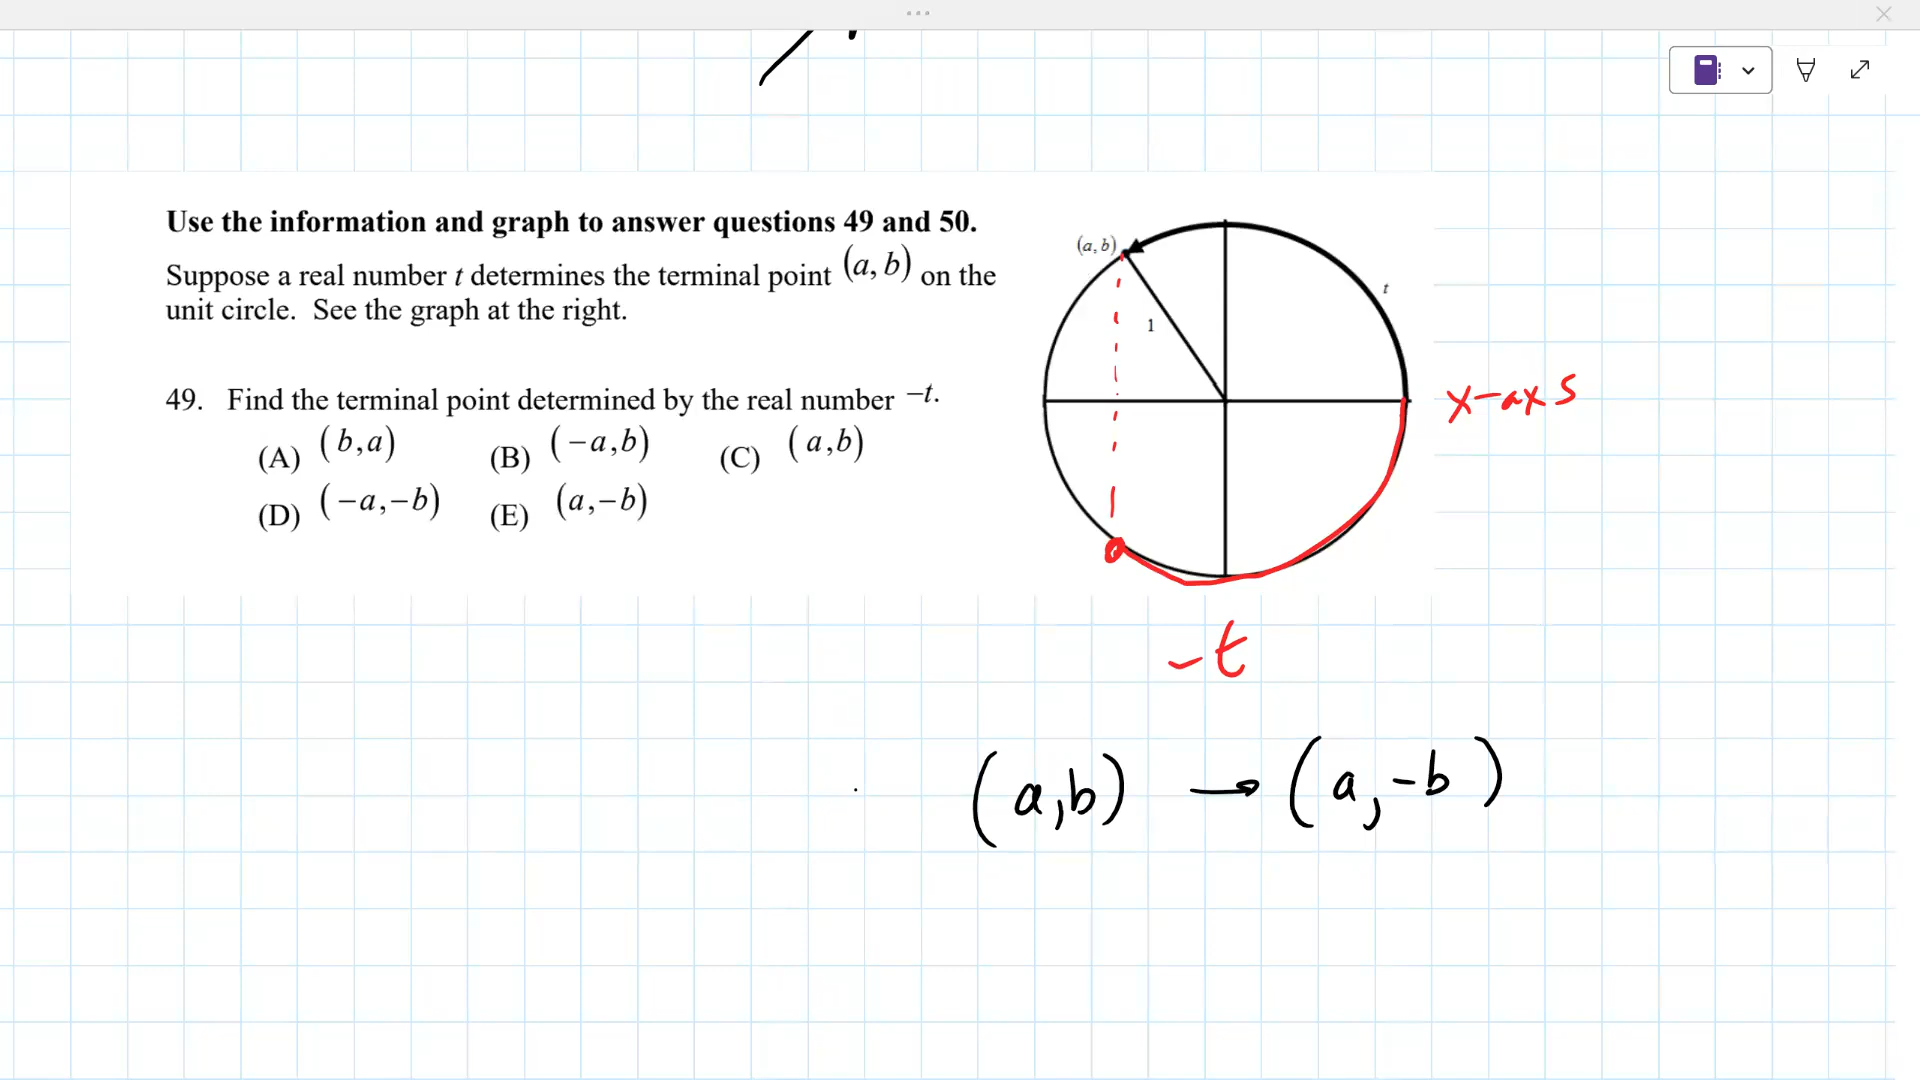 Use the information and graph to answer questions 49 and 50.
Suppose a real number t determines the terminal point (a, b) on the
unit circle. See the graph at the right.
49. Find the terminal point determined by the real number −t.
(A) (b,a) (B) (−a,b) (C) (a,b)
(D) (−a,−b) (E) (a,−b)
(a, b)
t
1
x-axs
-t
(a,b) → (a,-b)